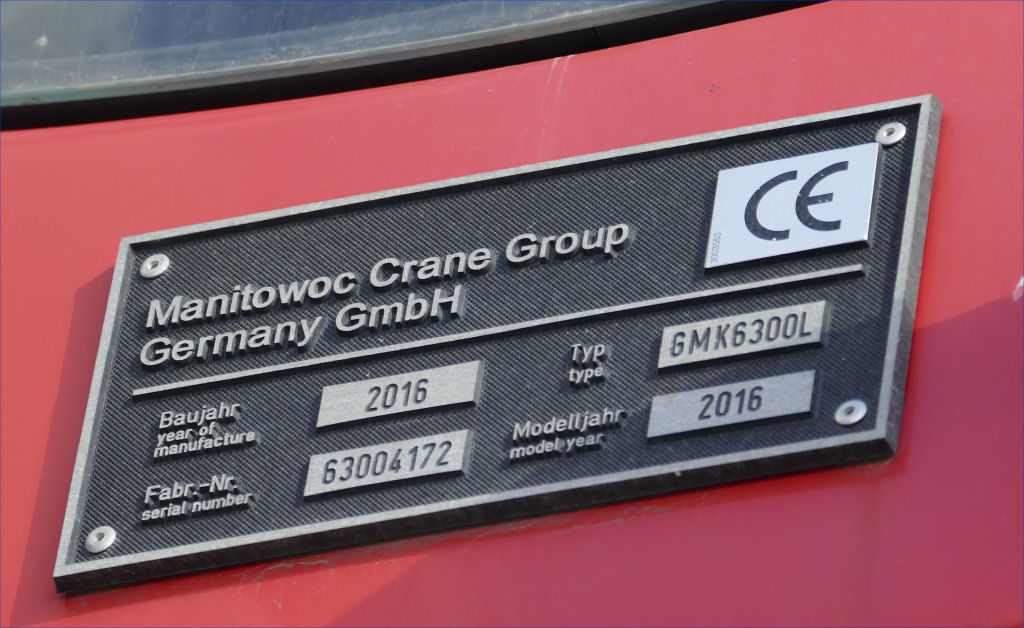 Manitowoc Crane Group
Germany GmbH
CE
3003563
Baujahr
year of
manufacture
2016
Typ
type
GMK6300L
Fabr.-Nr.
serial number
63004172
Modelljahr
model year
2016